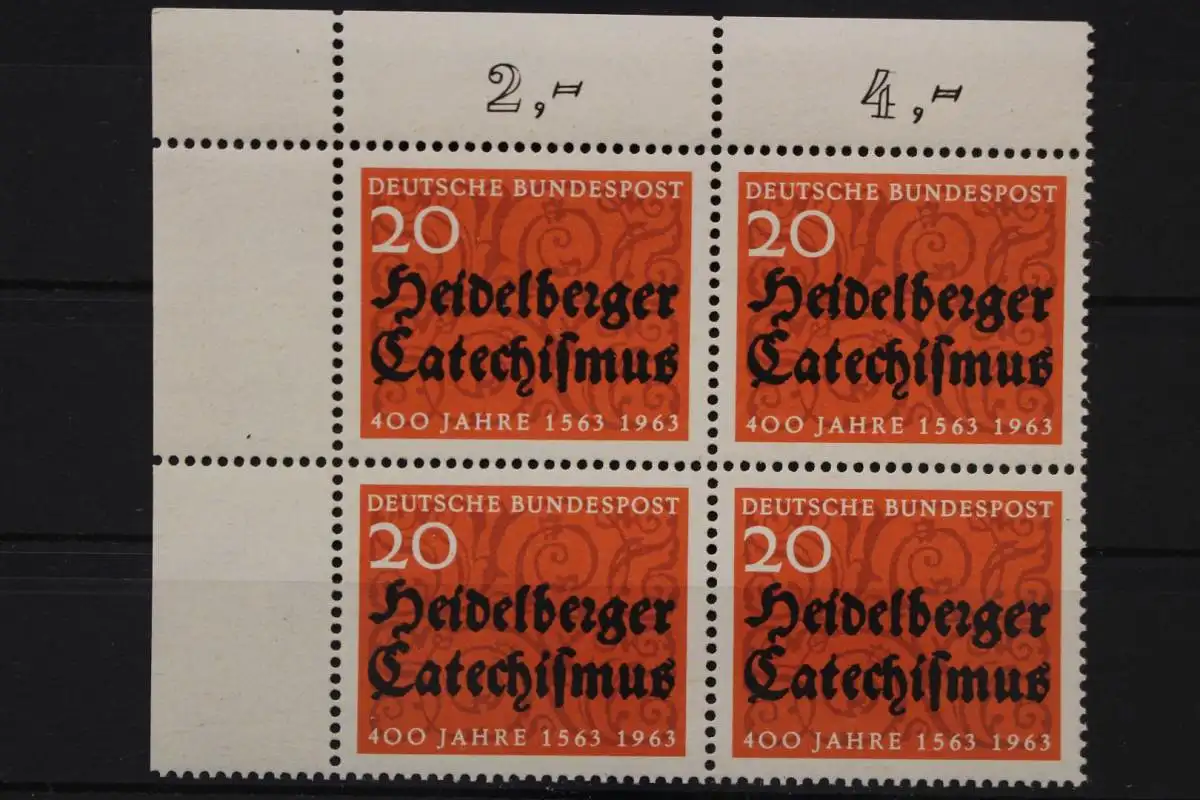 2,- 4,-
DEUTSCHE BUNDESPOST
20
Heidelberger
Catechiſmus
400 JAHRE 1563 1963
DEUTSCHE BUNDESPOST
20
Heidelberger
Catechiſmus
400 JAHRE 1563 1963
DEUTSCHE BUNDESPOST
20
Heidelberger
Catechiſmus
400 JAHRE 1563 1963
DEUTSCHE BUNDESPOST
20
Heidelberger
Catechiſmus
400 JAHRE 1563 1963